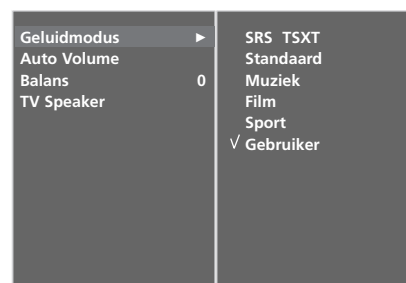 Geluidmodus ►
Auto Volume
Balans 0
TV Speaker
SRS TSXT
Standaard
Muziek
Film
Sport
√ Gebruiker